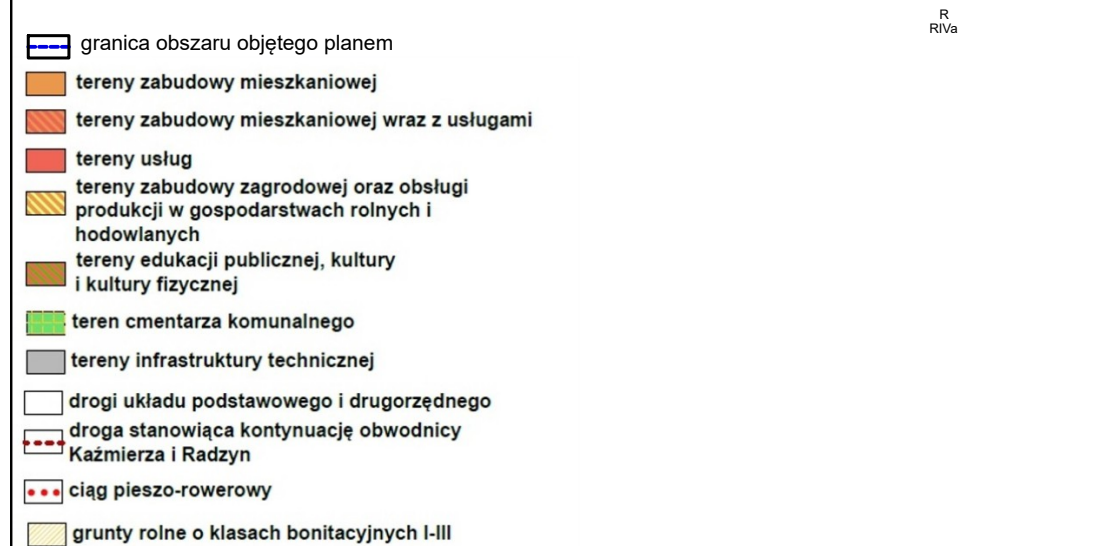 R
RIVa
granica obszaru objętego planem
tereny zabudowy mieszkaniowej
tereny zabudowy mieszkaniowej wraz z usługami
tereny usług
tereny zabudowy zagrodowej oraz obsługi
produkcji w gospodarstwach rolnych i
hodowlanych
tereny edukacji publicznej, kultury
i kultury fizycznej
teren cmentarza komunalnego
tereny infrastruktury technicznej
drogi układu podstawowego i drugorzędnego
droga stanowiąca kontynuację obwodnicy
Kaźmierza i Radzyn
ciąg pieszo-rowerowy
grunty rolne o klasach bonitacyjnych I-III